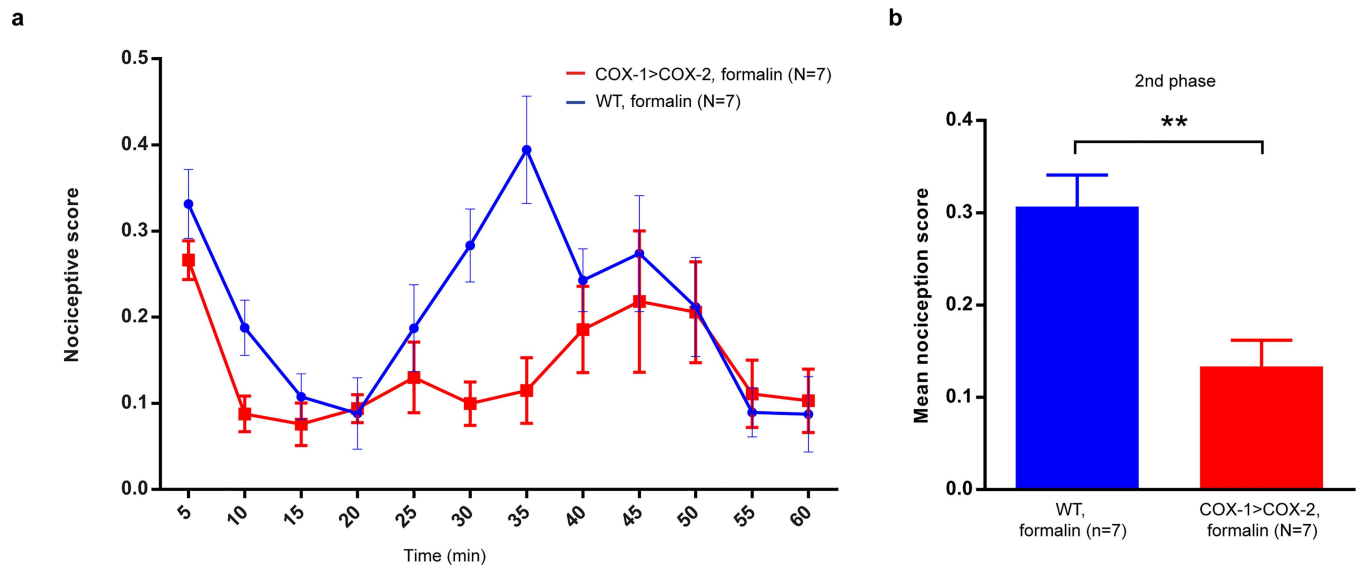 a
0.5
0.4
0.3
0.2
0.1
0.0
Nociceptive score
COX-1>COX-2, formalin (N=7)
WT, formalin (N=7)
5 10 15 20 25 30 35 40 45 50 55 60
Time (min)
b
2nd phase
**
0.4
0.3
0.2
0.1
0.0
Mean nociception score
WT,
formalin (n=7)
COX-1>COX-2,
formalin (N=7)